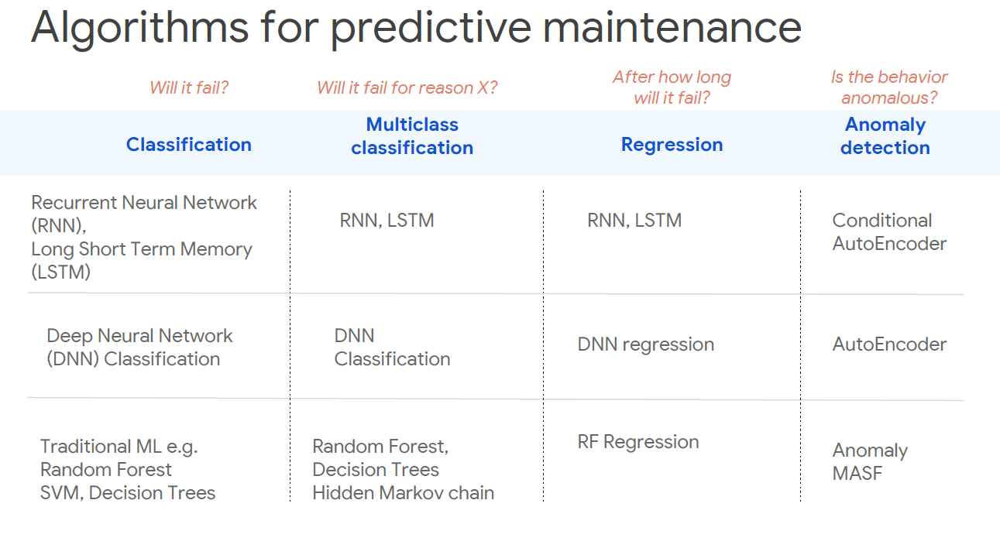 Algorithms for predictive maintenance
Will it fail?
Will it fail for reason X?
After how long
will it fail?
Is the behavior
anomalous?
Classification
Multiclass
classification
Regression
Anomaly
detection
Recurrent Neural Network
(RNN),
Long Short Term Memory
(LSTM)
RNN, LSTM
RNN, LSTM
Conditional
AutoEncoder
Deep Neural Network
(DNN) Classification
DNN
Classification
DNN regression
AutoEncoder
Traditional ML e.g.
Random Forest
SVM, Decision Trees
Random Forest,
Decision Trees
Hidden Markov chain
RF Regression
Anomaly
MASF